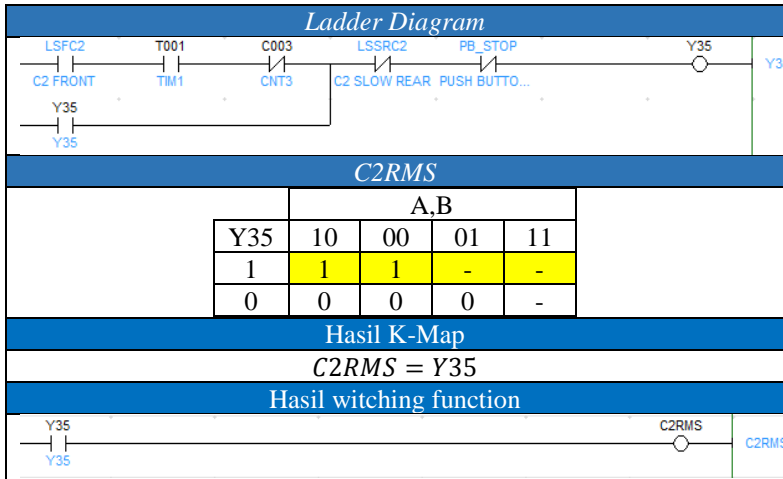 Ladder Diagram
LSFC2 T001 C003 LSSRC2 PB_STOP Y35
C2 FRONT TIM1 CNT3 C2 SLOW REAR PUSH BUTTO... Y3
Y35
Y35
C2RMS
A,B
Y35 10 00 01 11
1 1 1 - -
0 0 0 0 -
Hasil K-Map
C2RMS = Y35
Hasil witching function
Y35 C2RMS
Y35 C2RMS